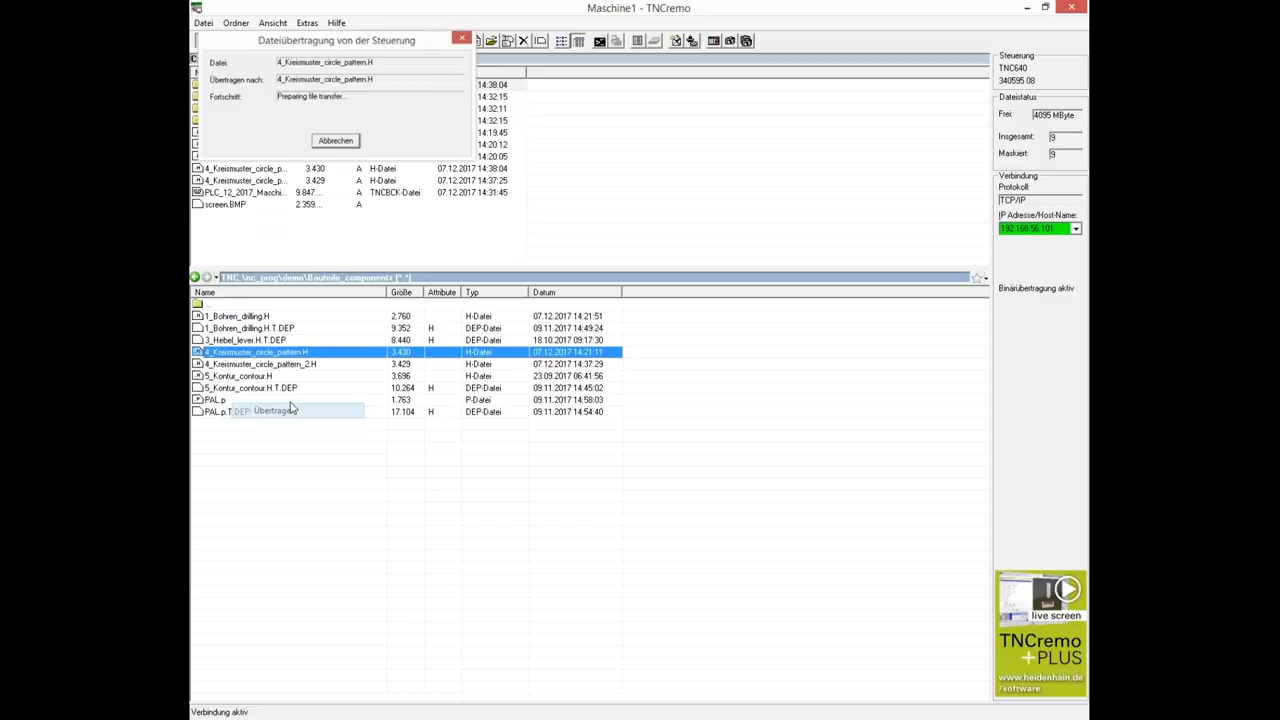 Maschine1 - TNCremo
Datei Ordner Ansicht Extras Hilfe
Dateiübertragung von der Steuerung
Datei: 4_Kreismuster_circle_pattern.H
Übertragen nach: 4_Kreismuster_circle_pattern.H
Fortschritt: Preparing file transfer...
Abbrechen
14:38:04
14:32:15
14:32:11
14:32:15
14:19:45
14:20:12
14:20:05
4_Kreismuster_circle_p... 3.430 A H-Datei 07.12.2017 14:38:04
4_Kreismuster_circle_p... 3.429 A H-Datei 07.12.2017 14:37:25
PLC_12_2017_Maschi... 9.847.... A TNCBCK-Datei 07.12.2017 14:31:45
screen.BMP 2.359.... A
TNC:\nc_prog\demo\Bauteile_components [*.*]
Name Größe Attribute Typ Datum
..
1_Bohren_drilling.H 2.760 H-Datei 07.12.2017 14:21:51
1_Bohren_drilling.H.T.DEP 9.352 H DEP-Datei 09.11.2017 14:49:24
3_Hebel_lever.H.T.DEP 8.440 H DEP-Datei 18.10.2017 09:17:30
4_Kreismuster_circle_pattern.H 3.430 H-Datei 07.12.2017 14:21:11
4_Kreismuster_circle_pattern_2.H 3.429 H-Datei 07.12.2017 14:37:29
5_Kontur_contour.H 3.696 H-Datei 23.09.2017 06:41:56
5_Kontur_contour.H.T.DEP 10.264 H DEP-Datei 09.11.2017 14:45:02
PAL.p 1.763 P-Datei 09.11.2017 14:58:03
PAL.p.T.DEP 17.104 H DEP-Datei 09.11.2017 14:54:40
Übertragen
Steuerung
TNC640
340595 08
Dateistatus
Frei: 4095 MByte
Insgesamt: 9
Maskiert: 9
Verbindung
Protokoll:
TCP/IP
IP Adresse/Host-Name:
192.168.56.101
Binärübertragung aktiv
live screen
TNCremo
+PLUS
www.heidenhain.de
/software
Verbindung aktiv